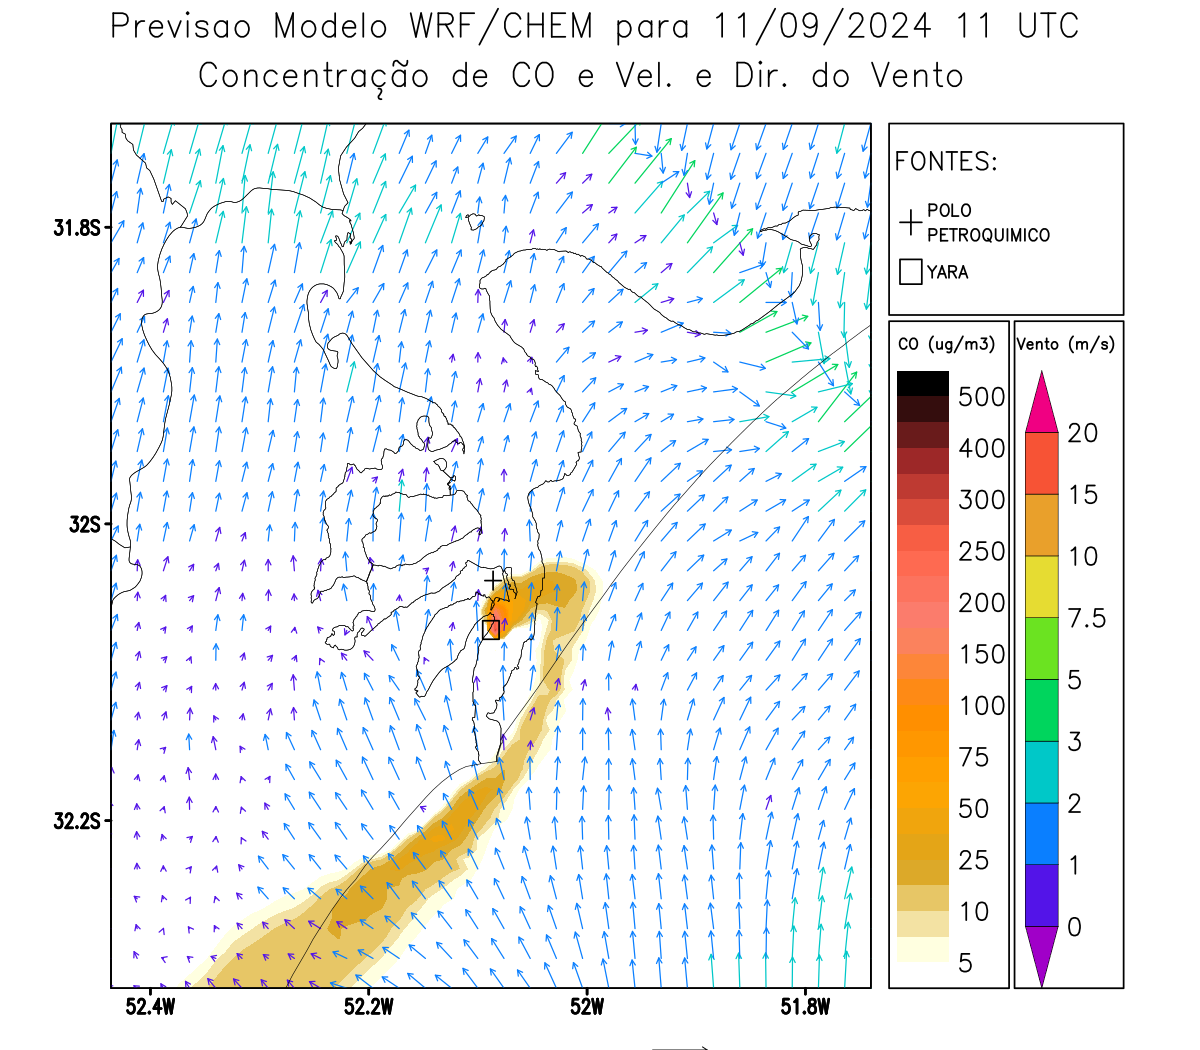 Previsao Modelo WRF/CHEM para 11/09/2024 11 UTC
Concentração de CO e Vel. e Dir. do Vento
FONTES:
POLO
PETROQUIMICO
YARA
CO (ug/m3)
500
400
300
250
200
150
100
75
50
25
10
5
Vento (m/s)
20
15
10
7.5
5
3
2
1
0
31.8S
32S
32.2S
52.4W
52.2W
52W
51.8W